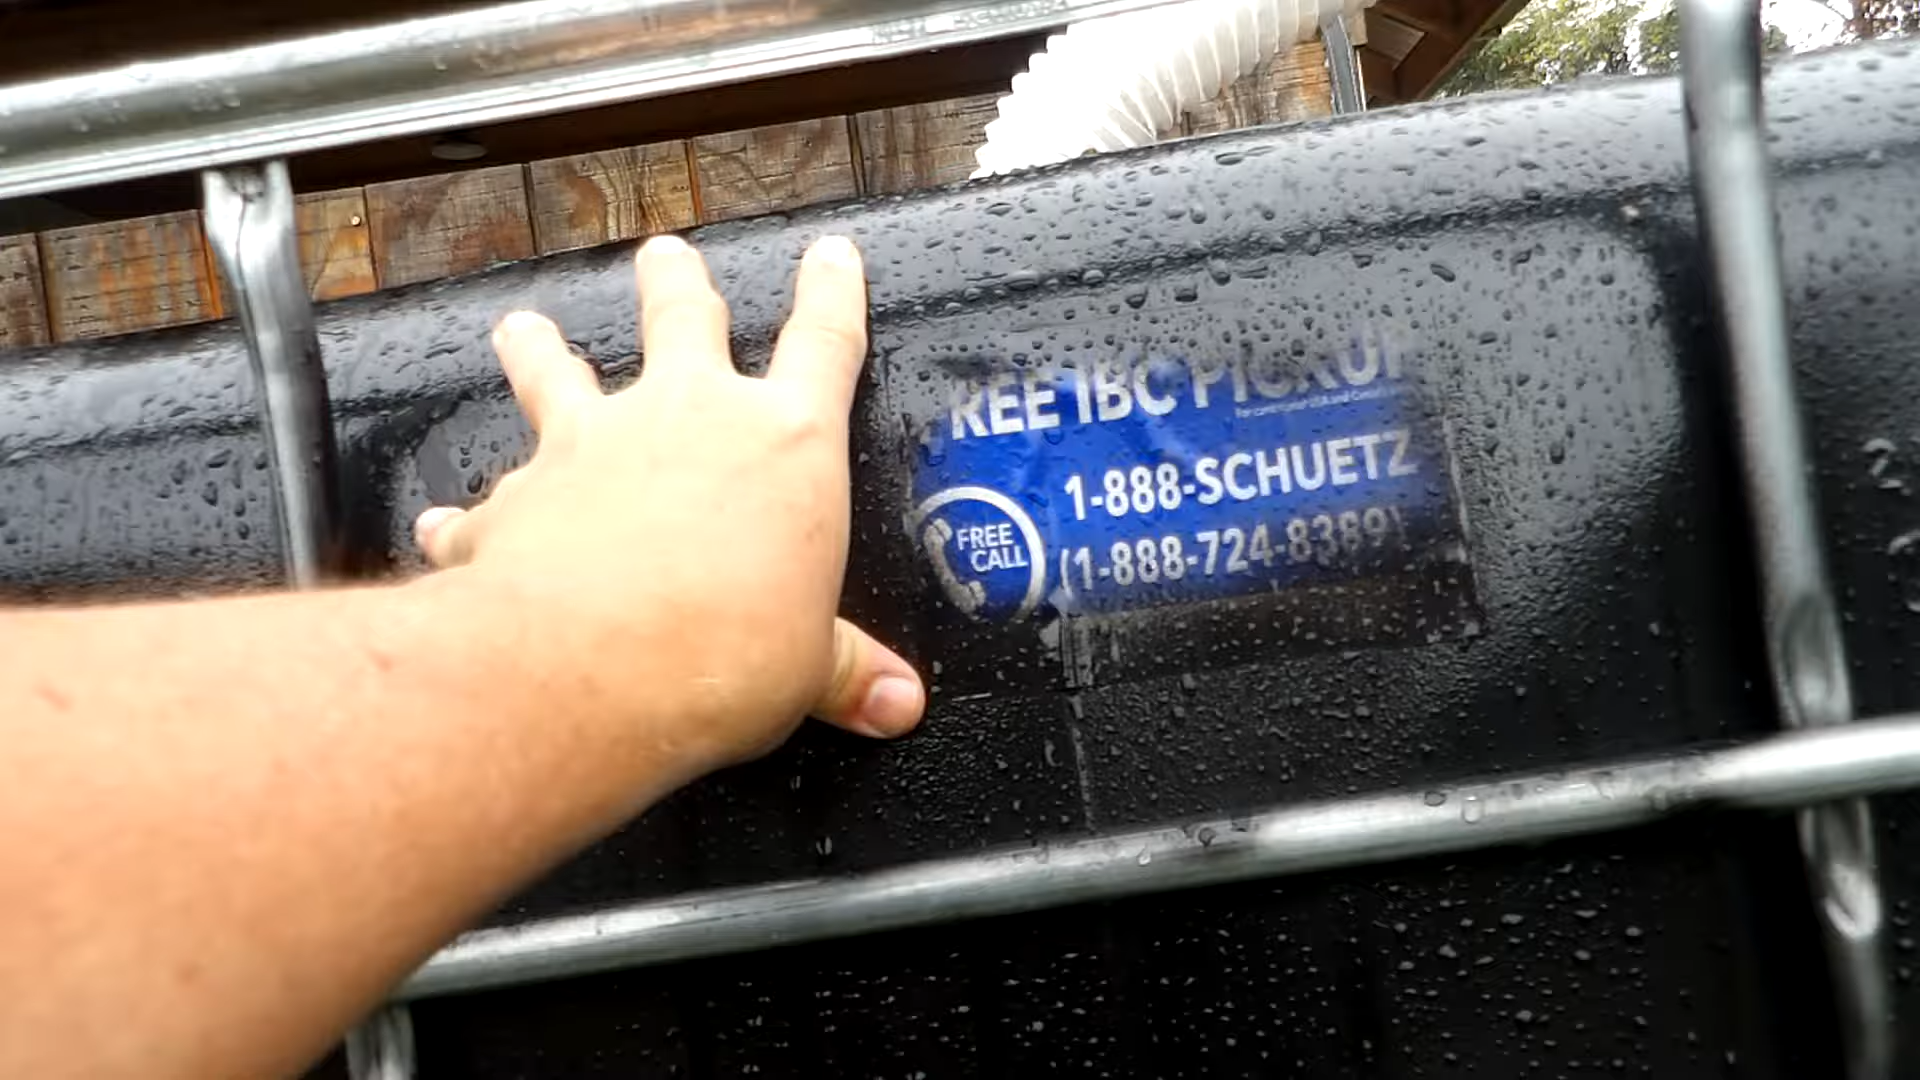 REE IBC PICKUP
1-888-SCHUETZ
FREE
CALL
(1-888-724-8389)